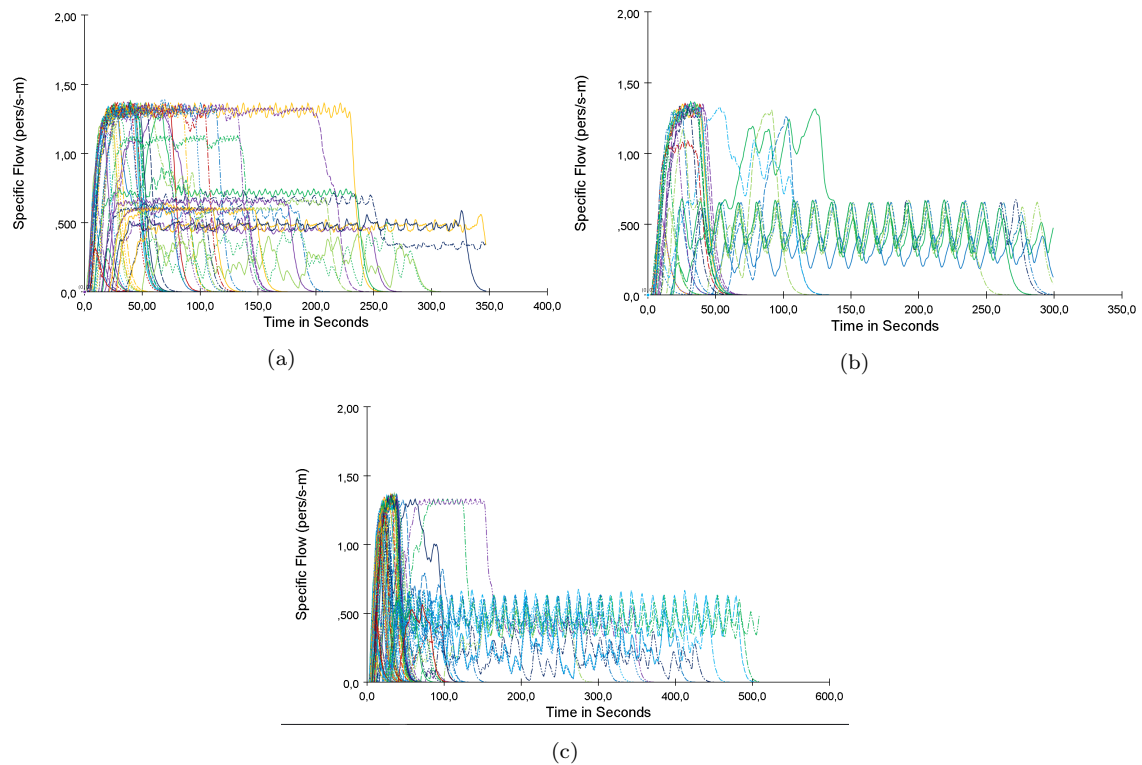 2,00
1,50
1,00
,500
0,0
Specific Flow (pers/s-m)
0,0 50,00 100,0 150,0 200,0 250,0 300,0 350,0 400,0
Time in Seconds
(a)
2,00
1,50
1,00
,500
0,0
Specific Flow (pers/s-m)
0,0 50,00 100,0 150,0 200,0 250,0 300,0 350,0
Time in Seconds
(b)
2,00
1,50
1,00
,500
0,0
Specific Flow (pers/s-m)
0,0 100,0 200,0 300,0 400,0 500,0 600,0
Time in Seconds
(c)